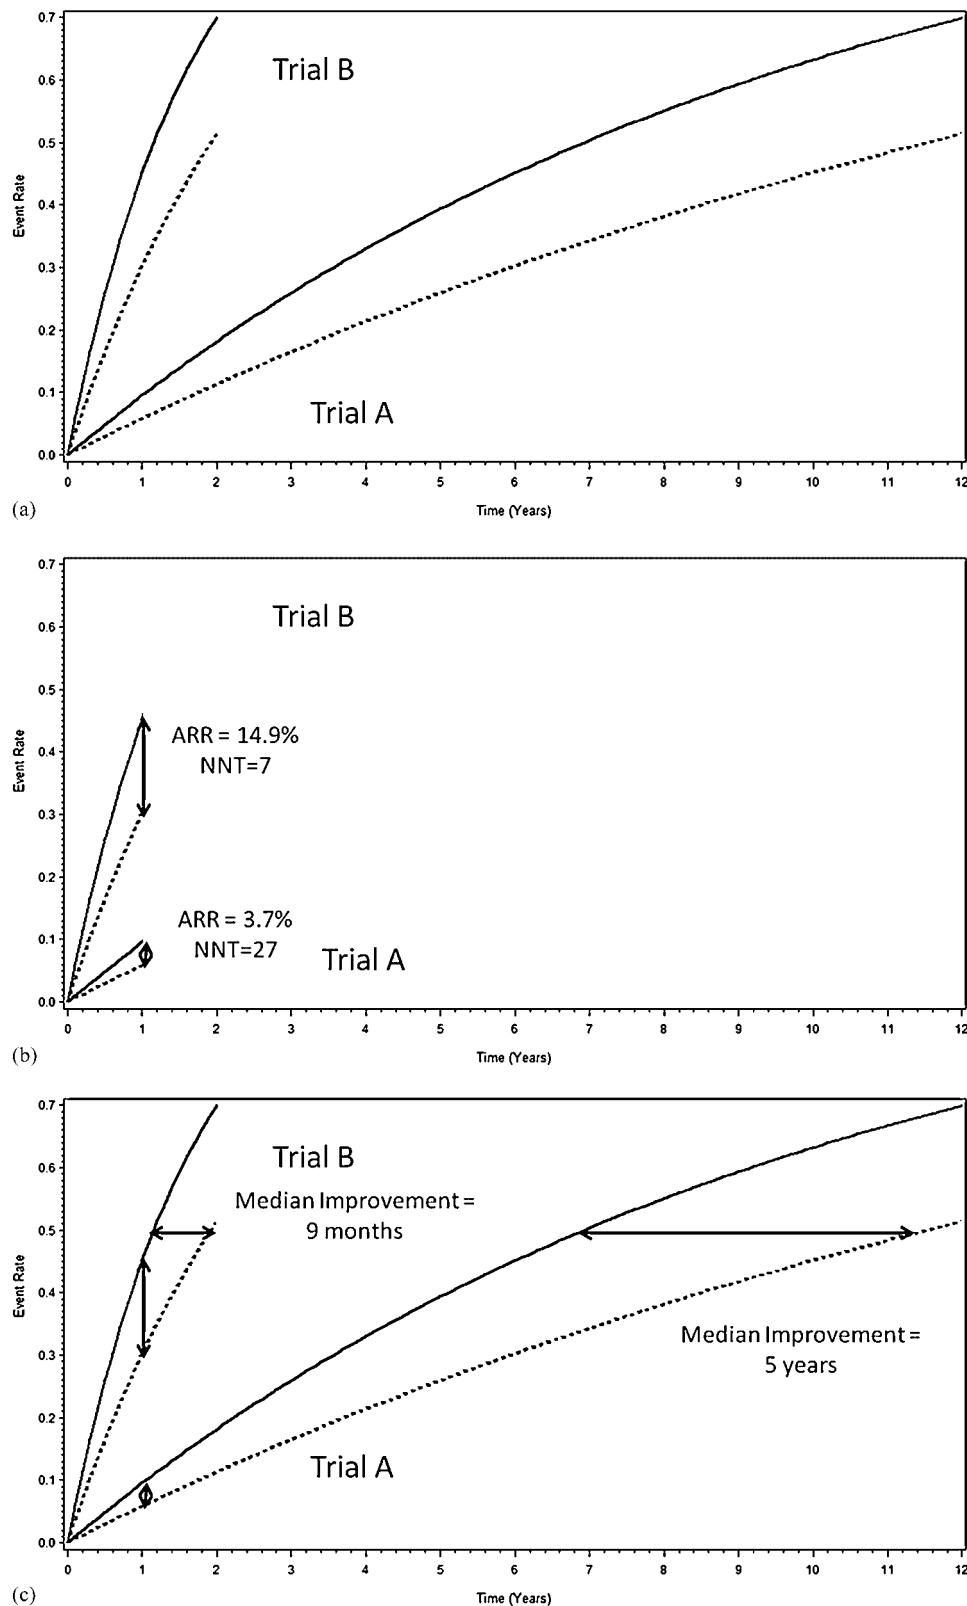 0.7
0.6
0.5
0.4
0.3
0.2
0.1
0.0
Event Rate
Trial B
Trial A
0 1 2 3 4 5 6 7 8 9 10 11 12
Time (Years)
(a)
0.7
0.6
0.5
0.4
0.3
0.2
0.1
0.0
Event Rate
Trial B
ARR = 14.9%
NNT=7
ARR = 3.7%
NNT=27
Trial A
0 1 2 3 4 5 6 7 8 9 10 11 12
Time (Years)
(b)
0.7
0.6
0.5
0.4
0.3
0.2
0.1
0.0
Event Rate
Trial B
Median Improvement =
9 months
Median Improvement =
5 years
Trial A
0 1 2 3 4 5 6 7 8 9 10 11 12
Time (Years)
(c)